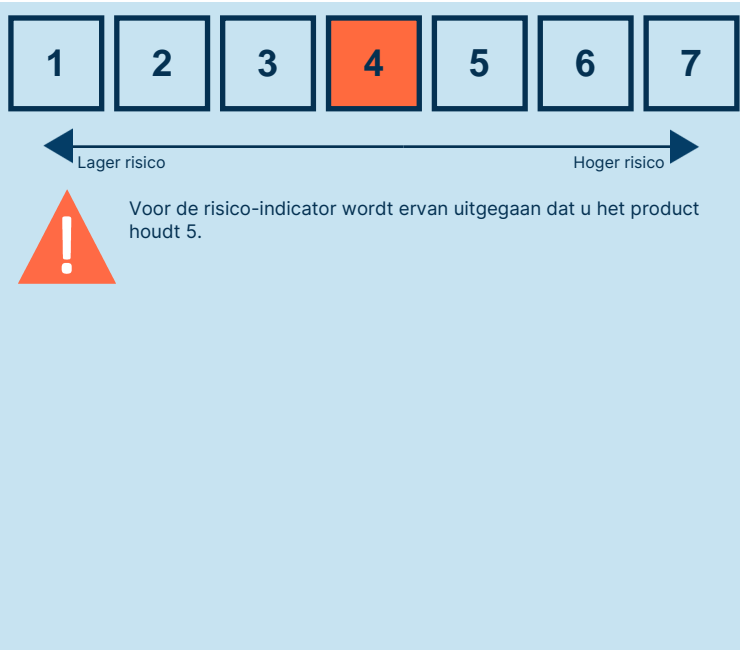 1 2 3 4 5 6 7
Lager risico Hoger risico
Voor de risico-indicator wordt ervan uitgegaan dat u het product
houdt 5.